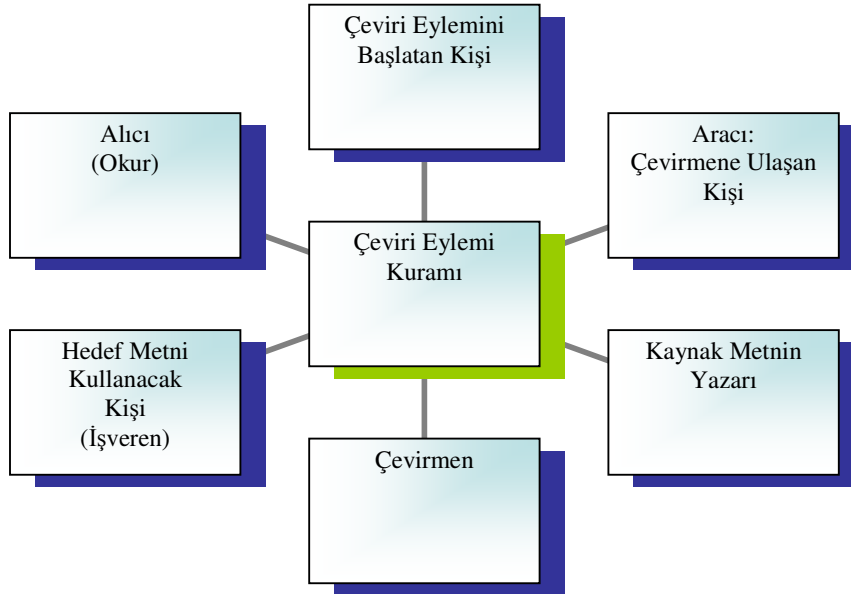 Çeviri Eylemini
Başlatan Kişi
Alıcı
(Okur)
Aracı:
Çevirmene Ulaşan
Kişi
Çeviri Eylemi
Kuramı
Hedef Metni
Kullanacak
Kişi
(İşveren)
Kaynak Metnin
Yazarı
Çevirmen